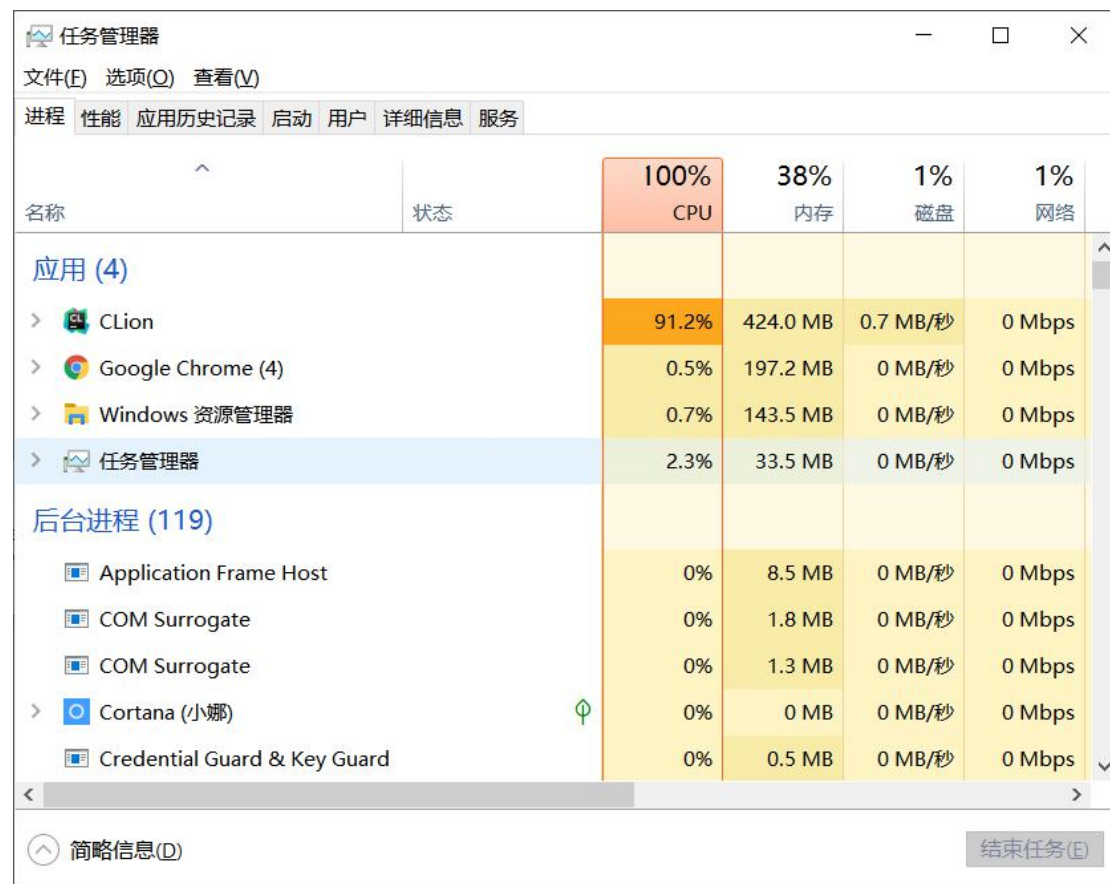 任务管理器
文件(F) 选项(O) 查看(V)
进程 性能 应用历史记录 启动 用户 详细信息 服务
100% 38% 1% 1%
名称 状态 CPU 内存 磁盘 网络
应用 (4)
CLion 91.2% 424.0 MB 0.7 MB/秒 0 Mbps
Google Chrome (4) 0.5% 197.2 MB 0 MB/秒 0 Mbps
Windows 资源管理器 0.7% 143.5 MB 0 MB/秒 0 Mbps
任务管理器 2.3% 33.5 MB 0 MB/秒 0 Mbps
后台进程 (119)
Application Frame Host 0% 8.5 MB 0 MB/秒 0 Mbps
COM Surrogate 0% 1.8 MB 0 MB/秒 0 Mbps
COM Surrogate 0% 1.3 MB 0 MB/秒 0 Mbps
Cortana (小娜) 0% 0 MB 0 MB/秒 0 Mbps
Credential Guard & Key Guard 0% 0.5 MB 0 MB/秒 0 Mbps
简略信息(D) 结束任务(E)